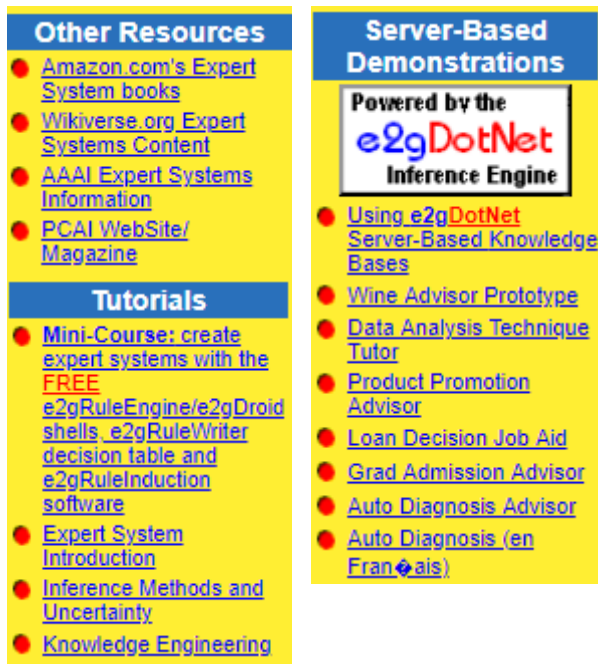 Other Resources
Amazon.com's Expert
System books
Wikiverse.org Expert
Systems Content
AAAI Expert Systems
Information
PCAI WebSite/
Magazine
Tutorials
Mini-Course: create
expert systems with the
FREE
e2gRuleEngine/e2gDroid
shells, e2gRuleWriter
decision table and
e2gRuleInduction
software
Expert System
Introduction
Inference Methods and
Uncertainty
Knowledge Engineering
Server-Based
Demonstrations
Powered by the
e2gDotNet
Inference Engine
Using e2gDotNet
Server-Based Knowledge
Bases
Wine Advisor Prototype
Data Analysis Technique
Tutor
Product Promotion
Advisor
Loan Decision Job Aid
Grad Admission Advisor
Auto Diagnosis Advisor
Auto Diagnosis (en
Fran�ais)